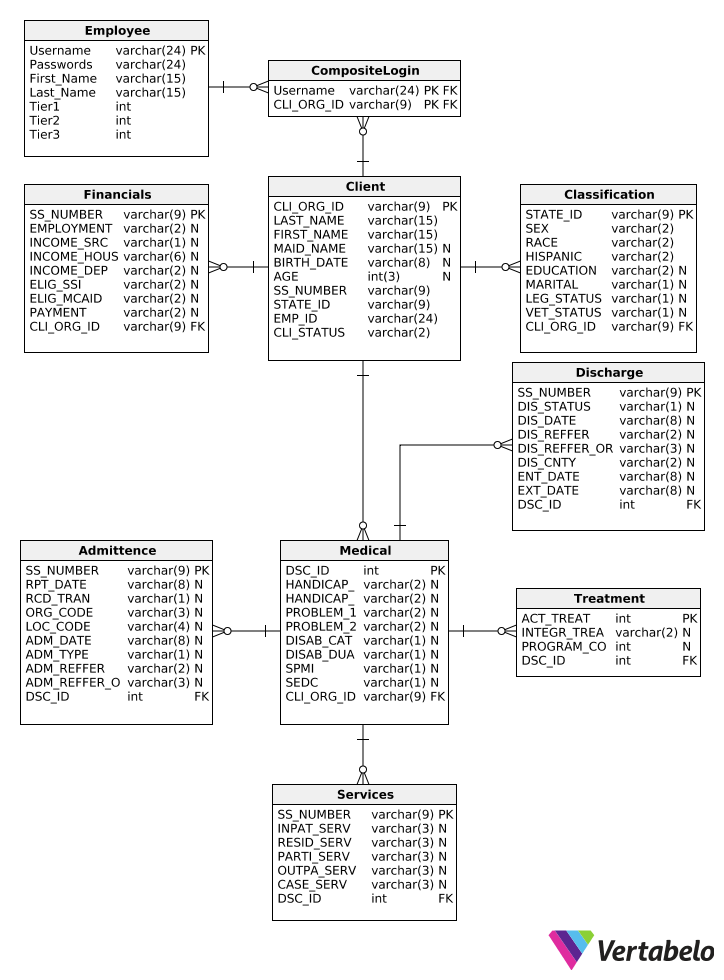 Employee
Username varchar(24) PK
Passwords varchar(24)
First_Name varchar(15)
Last_Name varchar(15)
Tier1 int
Tier2 int
Tier3 int
CompositeLogin
Username varchar(24) PK FK
CLI_ORG_ID varchar(9) PK FK
Financials
SS_NUMBER varchar(9) PK
EMPLOYMENT varchar(2) N
INCOME_SRC varchar(1) N
INCOME_HOUS varchar(6) N
INCOME_DEP varchar(2) N
ELIG_SSI varchar(2) N
ELIG_MCAID varchar(2) N
PAYMENT varchar(2) N
CLI_ORG_ID varchar(9) FK
Client
CLI_ORG_ID varchar(9) PK
LAST_NAME varchar(15)
FIRST_NAME varchar(15)
MAID_NAME varchar(15) N
BIRTH_DATE varchar(8) N
AGE int(3) N
SS_NUMBER varchar(9)
STATE_ID varchar(9)
EMP_ID varchar(24)
CLI_STATUS varchar(2)
Classification
STATE_ID varchar(9) PK
SEX varchar(2)
RACE varchar(2)
HISPANIC varchar(2)
EDUCATION varchar(2) N
MARITAL varchar(1) N
LEG_STATUS varchar(1) N
VET_STATUS varchar(1) N
CLI_ORG_ID varchar(9) FK
Discharge
SS_NUMBER varchar(9) PK
DIS_STATUS varchar(1) N
DIS_DATE varchar(8) N
DIS_REFFER varchar(2) N
DIS_REFFER_OR varchar(3) N
DIS_CNTY varchar(2) N
ENT_DATE varchar(8) N
EXT_DATE varchar(8) N
DSC_ID int FK
Admittence
SS_NUMBER varchar(9) PK
RPT_DATE varchar(8) N
RCD_TRAN varchar(1) N
ORG_CODE varchar(3) N
LOC_CODE varchar(4) N
ADM_DATE varchar(8) N
ADM_TYPE varchar(1) N
ADM_REFFER varchar(2) N
ADM_REFFER_O varchar(3) N
DSC_ID int FK
Medical
DSC_ID int PK
HANDICAP_ varchar(2) N
HANDICAP_ varchar(2) N
PROBLEM_1 varchar(2) N
PROBLEM_2 varchar(2) N
DISAB_CAT varchar(1) N
DISAB_DUA varchar(1) N
SPMI varchar(1) N
SEDC varchar(1) N
CLI_ORG_ID varchar(9) FK
Treatment
ACT_TREAT int PK
INTEGR_TREA varchar(2) N
PROGRAM_CO int N
DSC_ID int FK
Services
SS_NUMBER varchar(9) PK
INPAT_SERV varchar(3) N
RESID_SERV varchar(3) N
PARTI_SERV varchar(3) N
OUTPA_SERV varchar(3) N
CASE_SERV varchar(3) N
DSC_ID int FK
Vertabelo